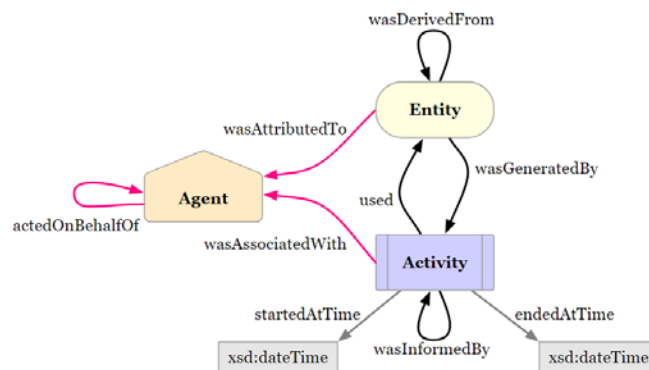 wasDerivedFrom
Entity
wasAttributedTo
wasGeneratedBy
Agent
used
actedOnBehalfOf
wasAssociatedWith
Activity
startedAtTime
endedAtTime
wasInformedBy
xsd:dateTime
xsd:dateTime